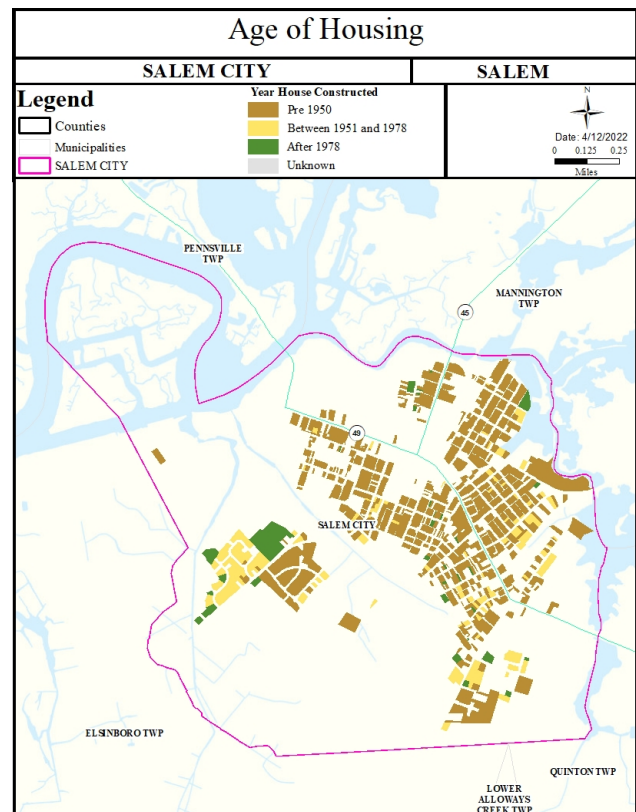 Age of Housing
SALEM CITY
SALEM
Legend
Counties
Municipalities
SALEM CITY
Year House Constructed
Pre 1950
Between 1951 and 1978
After 1978
Unknown
N
Date: 4/12/2022
0 0.125 0.25
Miles
PENNSVILLE
TWP
MANNINGTON
TWP
45
49
SALEM CITY
ELSINBORO TWP
QUINTON TWP
LOWER
ALLOWAYS
CREEK TWP